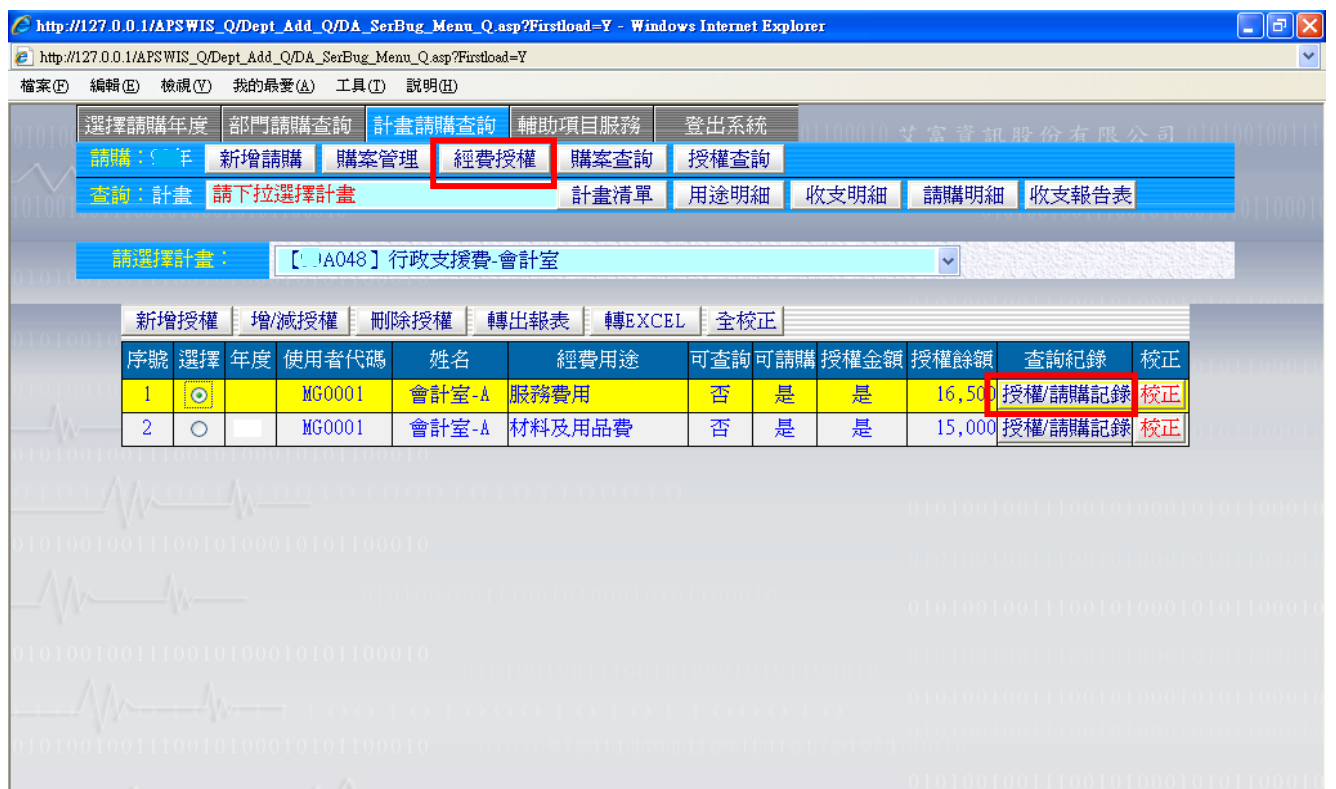 http://127.0.0.1/APSWIS_Q/Dept_Add_Q/DA_SerBug_Menu_Q.asp?Firstload=Y - Windows Internet Explorer
http://127.0.0.1/APSWIS_Q/Dept_Add_Q/DA_SerBug_Menu_Q.asp?Firstload=Y
檔案(F) 編輯(E) 檢視(V) 我的最愛(A) 工具(T) 說明(H)
選擇請購年度 部門請購查詢 計畫請購查詢 輔助項目服務 登出系統 艾富資訊股份有限公司
請購： 年 新增請購 購案管理 經費授權 購案查詢 授權查詢
查詢：計畫 請下拉選擇計畫 計畫清單 用途明細 收支明細 請購明細 收支報告表
請選擇計畫： 【 A048】行政支援費-會計室
新增授權 增/減授權 刪除授權 轉出報表 轉EXCEL 全校正
序號 選擇 年度 使用者代碼 姓名 經費用途 可查詢 可請購 授權金額 授權餘額 查詢紀錄 校正
1 MG0001 會計室-A 服務費用 否 是 是 16,500 授權/請購記錄 校正
2 MG0001 會計室-A 材料及用品費 否 是 是 15,000 授權/請購記錄 校正